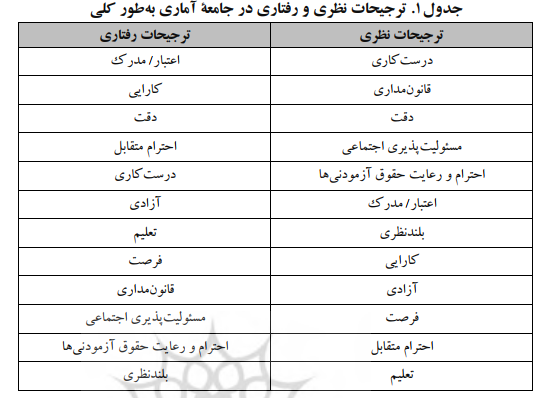 جدول۱. ترجیحات نظری و رفتاری در جامعهٔ آماری به‌طور کلی
ترجیحات نظری ترجیحات رفتاری
درست‌کاری اعتبار/ مدرک
قانون‌مداری کارایی
دقت دقت
مسئولیت‌پذیری اجتماعی احترام متقابل
احترام و رعایت حقوق آزمودنی‌ها درست‌کاری
اعتبار/ مدرک آزادی
بلندنظری تعلیم
کارایی فرصت
آزادی قانون‌مداری
فرصت مسئولیت‌پذیری اجتماعی
احترام متقابل احترام و رعایت حقوق آزمودنی‌ها
تعلیم بلندنظری